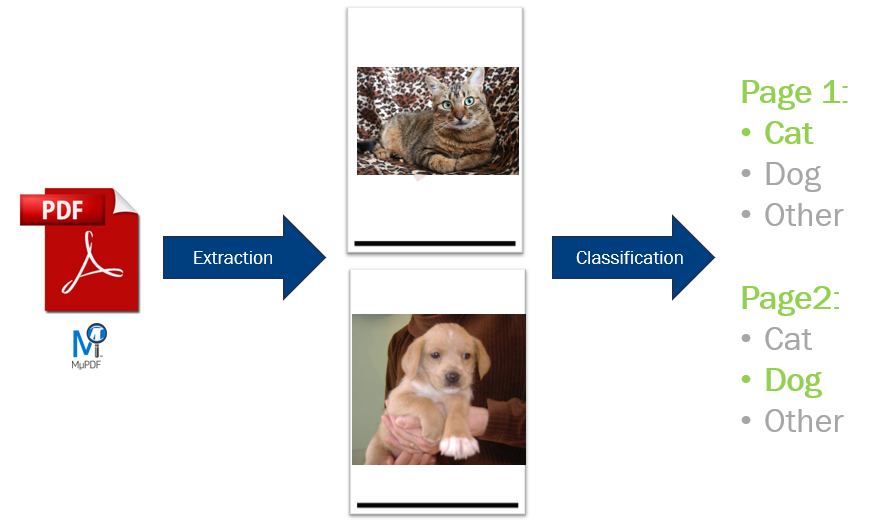 PDF
MuPDF
Extraction
Classification
Page 1:
• Cat
• Dog
• Other
Page2:
• Cat
• Dog
• Other